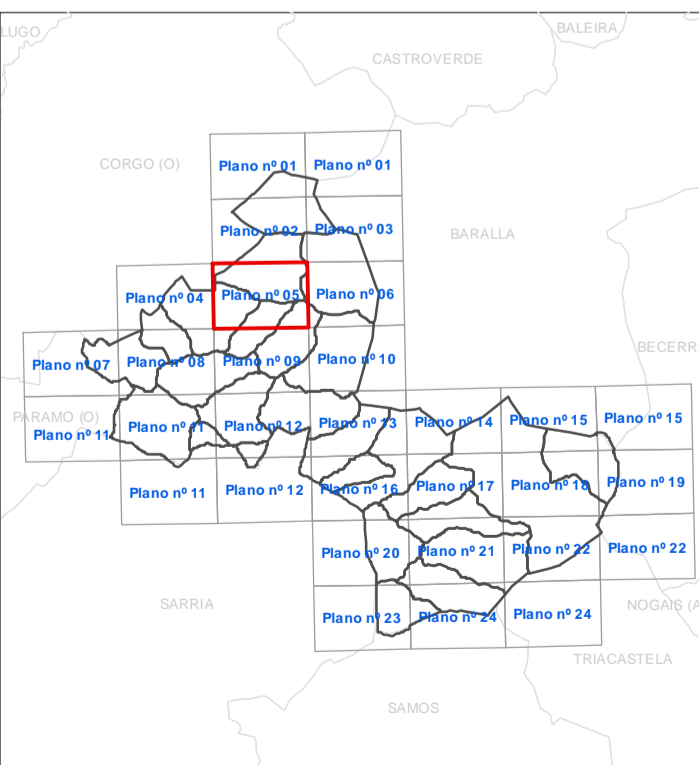 LUGO
BALEIRA
CASTROVERDE
CORGO (O)
Plano nº 01
Plano nº 01
Plano nº 02
Plano nº 03
BARALLA
Plano nº 04
Plano nº 05
Plano nº 06
BECERRE
Plano nº 07
Plano nº 08
Plano nº 09
Plano nº 10
PARAMO (O)
Plano nº 11
Plano nº 11
Plano nº 12
Plano nº 13
Plano nº 14
Plano nº 15
Plano nº 15
Plano nº 11
Plano nº 12
Plano nº 16
Plano nº 17
Plano nº 18
Plano nº 19
Plano nº 20
Plano nº 21
Plano nº 22
Plano nº 22
SARRIA
Plano nº 23
Plano nº 24
Plano nº 24
NOGAIS (A
TRIACASTELA
SAMOS